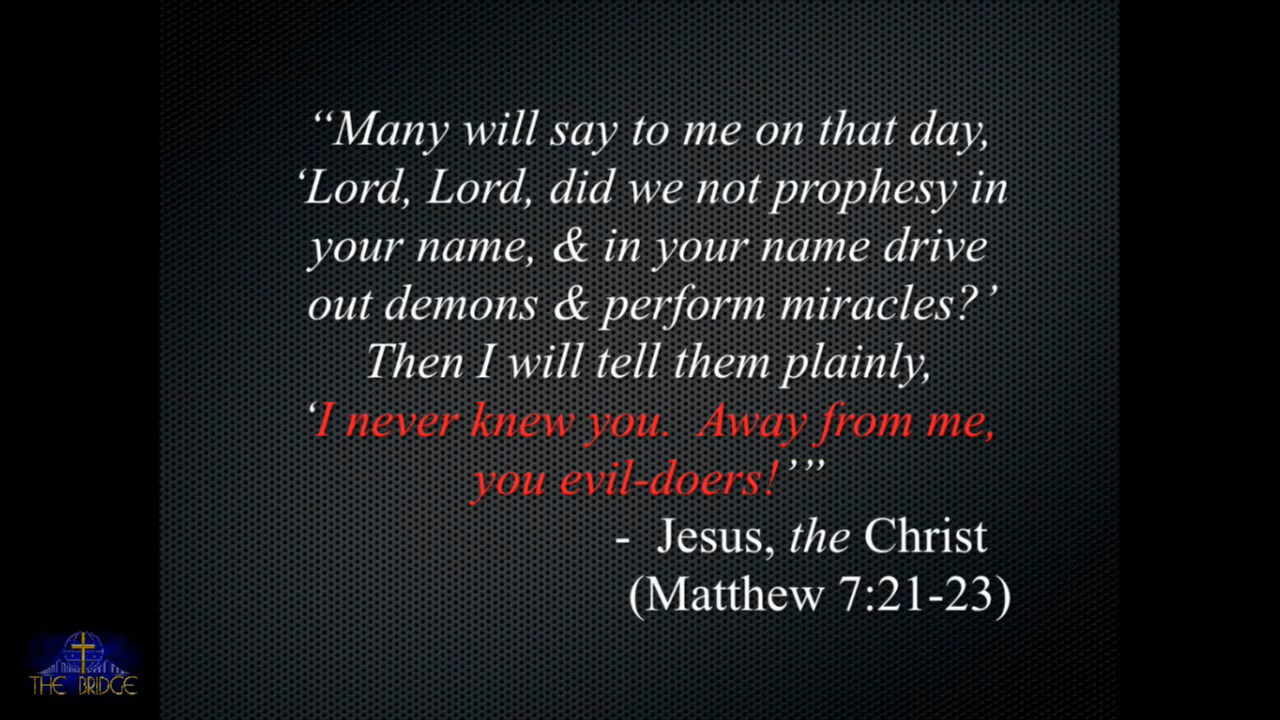 “Many will say to me on that day,
‘Lord, Lord, did we not prophesy in
your name, & in your name drive
out demons & perform miracles?’
Then I will tell them plainly,
‘I never knew you.  Away from me,
you evil-doers!’”
-  Jesus, the Christ
(Matthew 7:21-23)
THE BRIDGE